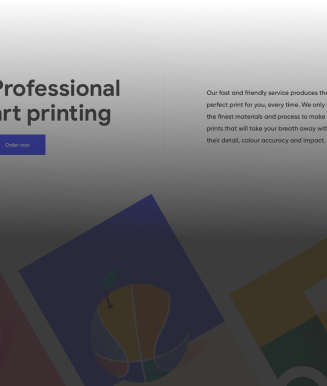 Professional
art printing
Order now
Our fast and friendly service produces the
perfect print for you, every time. We only
the finest materials and process to make
prints that will take your breath away with
their detail, colour accuracy and impact.